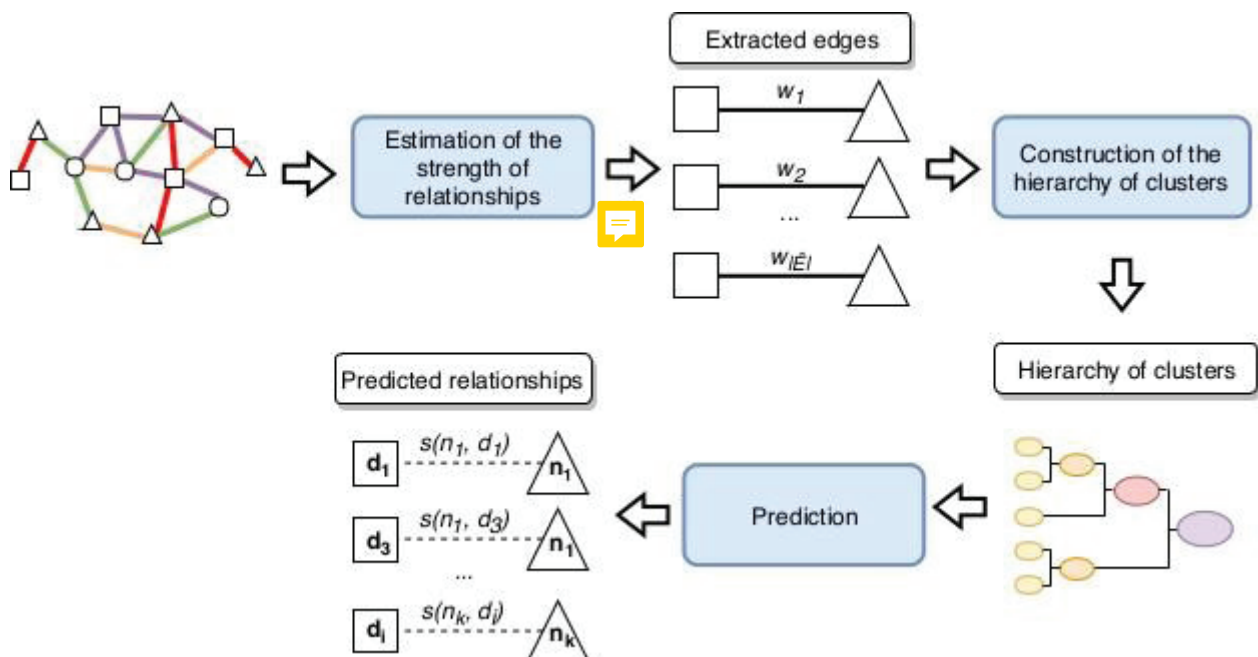 Extracted edges
w1
Estimation of the
strength of
relationships
w2
...
w|Ê|
Construction of the
hierarchy of clusters
Hierarchy of clusters
Predicted relationships
d1
s(n1, d1)
n1
d3
s(n1, d3)
n1
...
di
s(nk, di)
nk
Prediction